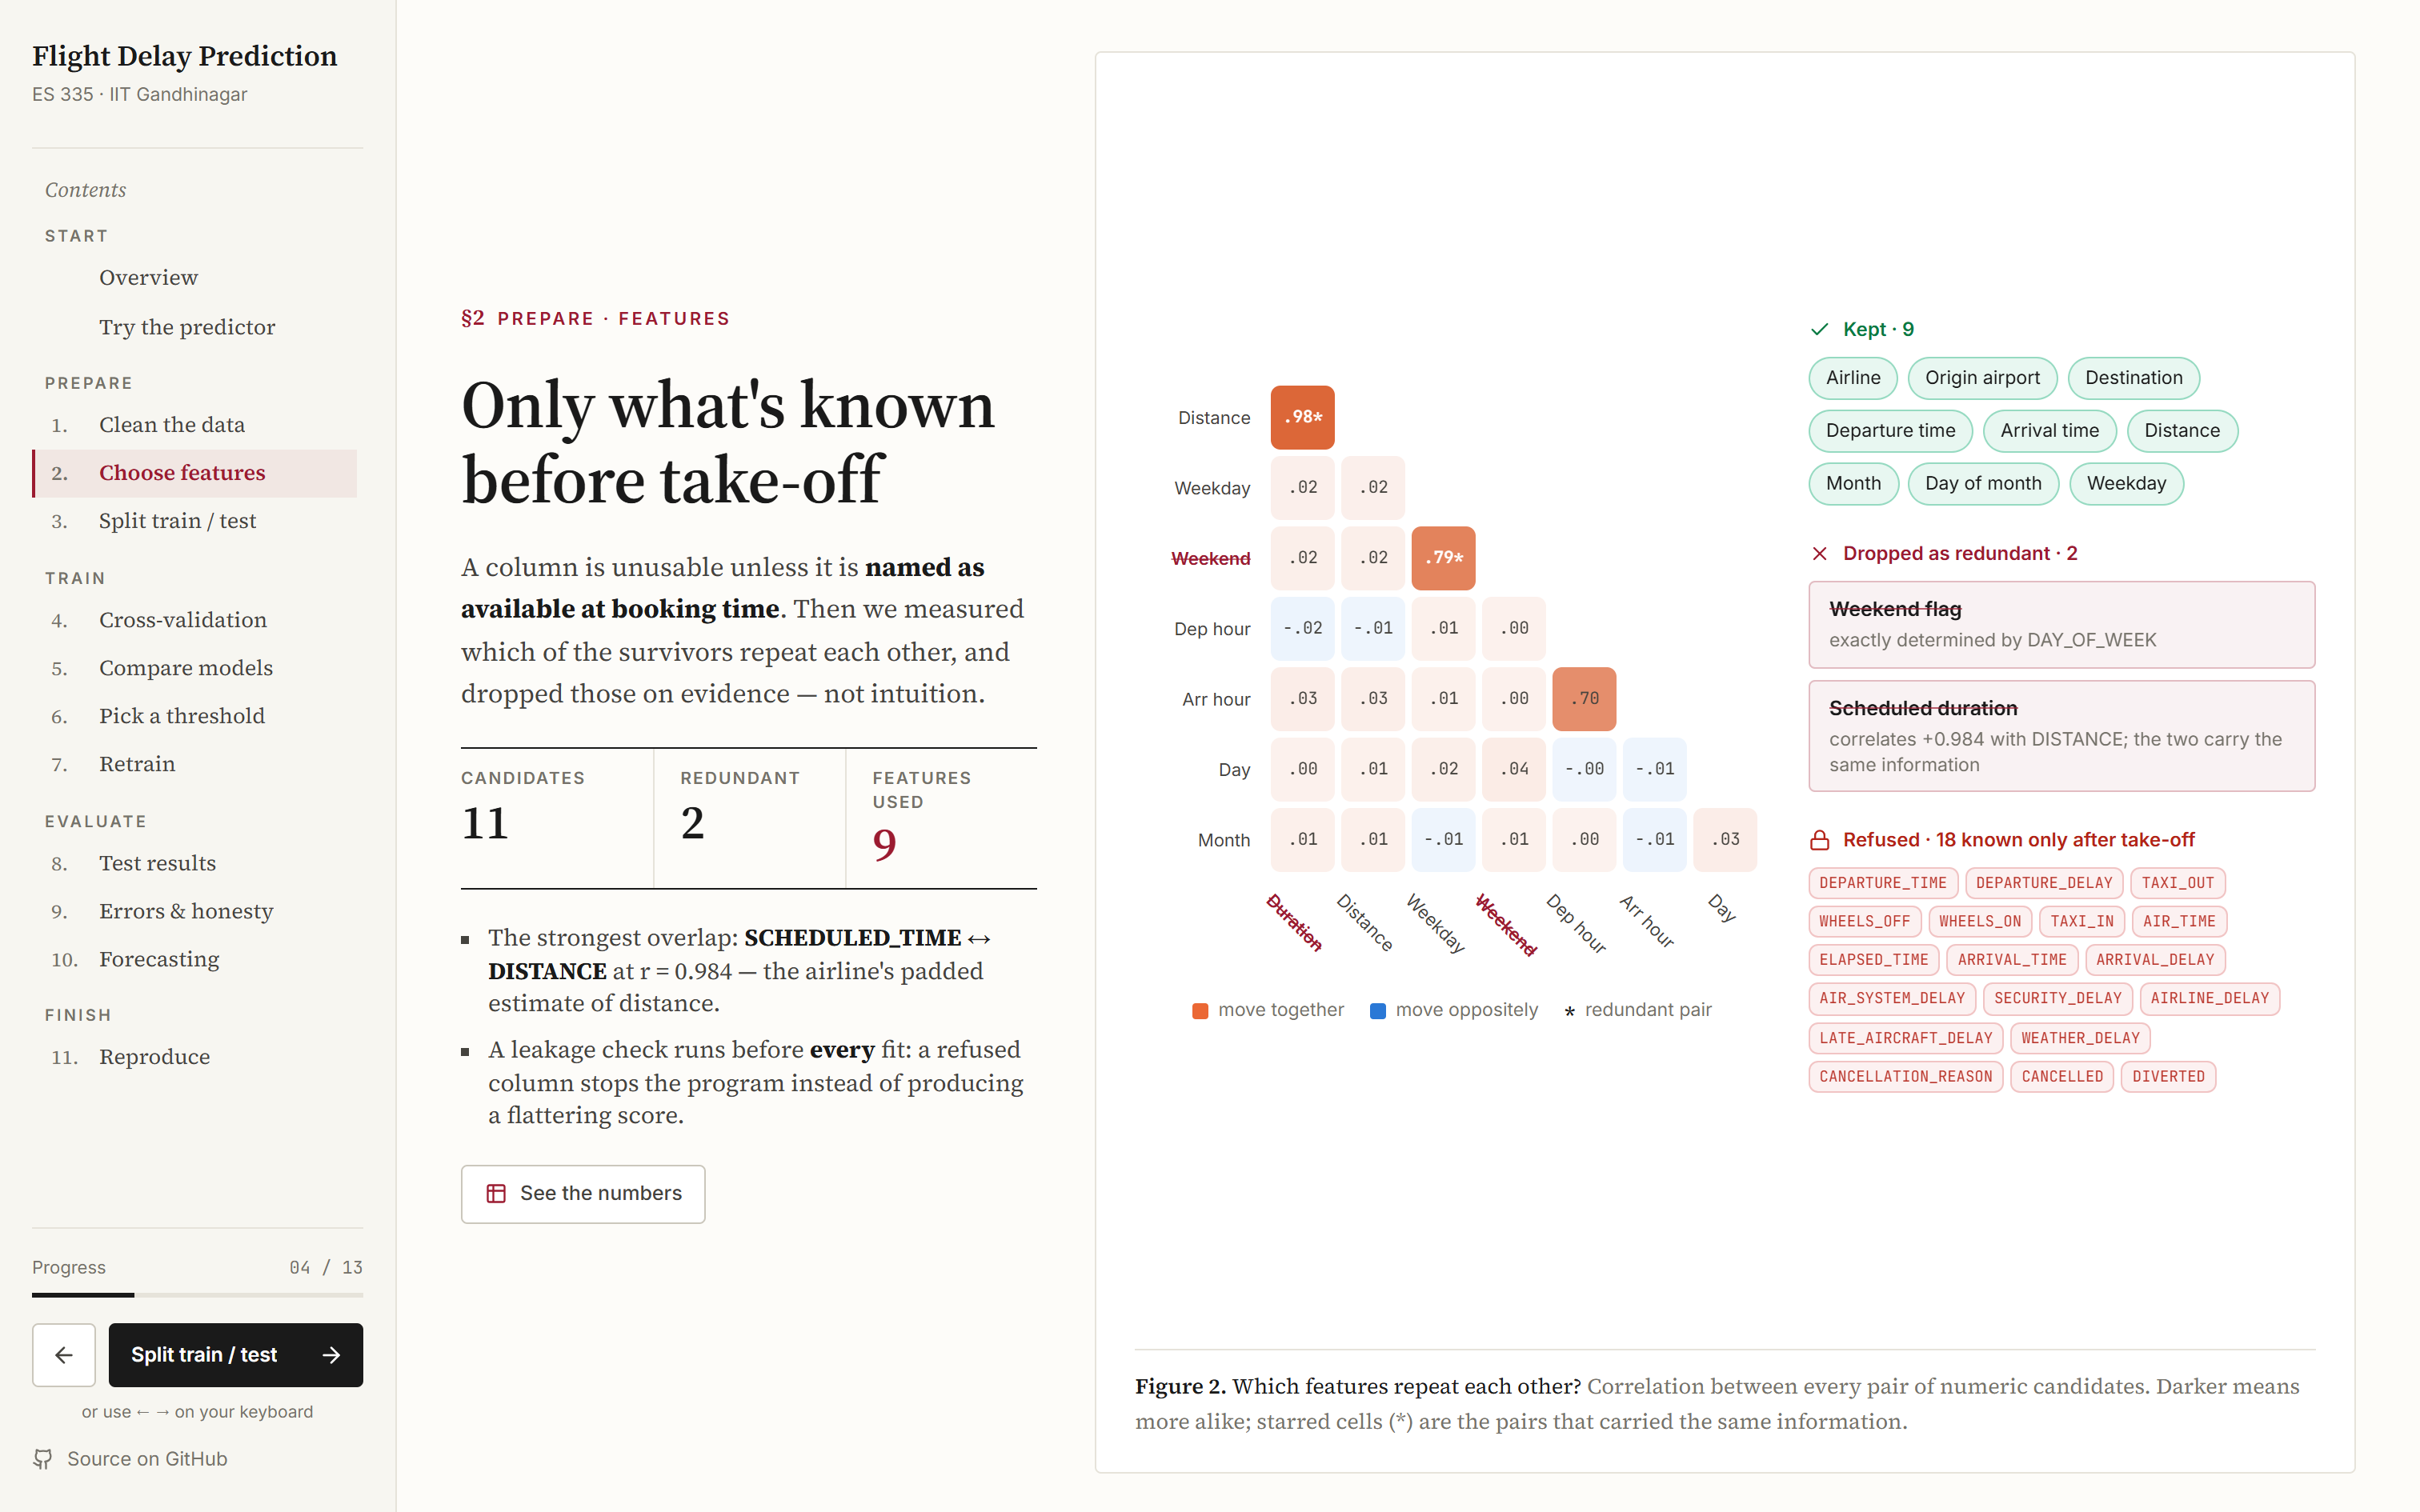 Flight Delay Prediction
ES 335 · IIT Gandhinagar
Contents
START
Overview
Try the predictor
PREPARE
1. Clean the data
2. Choose features
3. Split train / test
TRAIN
4. Cross-validation
5. Compare models
6. Pick a threshold
7. Retrain
EVALUATE
8. Test results
9. Errors & honesty
10. Forecasting
FINISH
11. Reproduce
Progress 04 / 13
← Split train / test →
or use ← → on your keyboard
Source on GitHub
§2 PREPARE · FEATURES
Only what's known
before take-off
A column is unusable unless it is named as
available at booking time. Then we measured
which of the survivors repeat each other, and
dropped those on evidence — not intuition.
CANDIDATES
11
REDUNDANT
2
FEATURES
USED
9
▪ The strongest overlap: SCHEDULED_TIME ↔
DISTANCE at r = 0.984 — the airline's padded
estimate of distance.
▪ A leakage check runs before every fit: a refused
column stops the program instead of producing
a flattering score.
See the numbers
Distance .98*
Weekday .02 .02
Weekend .02 .02 .79*
Dep hour -.02 -.01 .01 .00
Arr hour .03 .03 .01 .00 .70
Day .00 .01 .02 .04 -.00 -.01
Month .01 .01 -.01 .01 .00 -.01 .03
Duration Distance Weekday Weekend Dep hour Arr hour Day
move together move oppositely * redundant pair
Kept · 9
Airline Origin airport Destination
Departure time Arrival time Distance
Month Day of month Weekday
Dropped as redundant · 2
Weekend flag
exactly determined by DAY_OF_WEEK
Scheduled duration
correlates +0.984 with DISTANCE; the two carry the
same information
Refused · 18 known only after take-off
DEPARTURE_TIME DEPARTURE_DELAY TAXI_OUT
WHEELS_OFF WHEELS_ON TAXI_IN AIR_TIME
ELAPSED_TIME ARRIVAL_TIME ARRIVAL_DELAY
AIR_SYSTEM_DELAY SECURITY_DELAY AIRLINE_DELAY
LATE_AIRCRAFT_DELAY WEATHER_DELAY
CANCELLATION_REASON CANCELLED DIVERTED
Figure 2. Which features repeat each other? Correlation between every pair of numeric candidates. Darker means
more alike; starred cells (*) are the pairs that carried the same information.